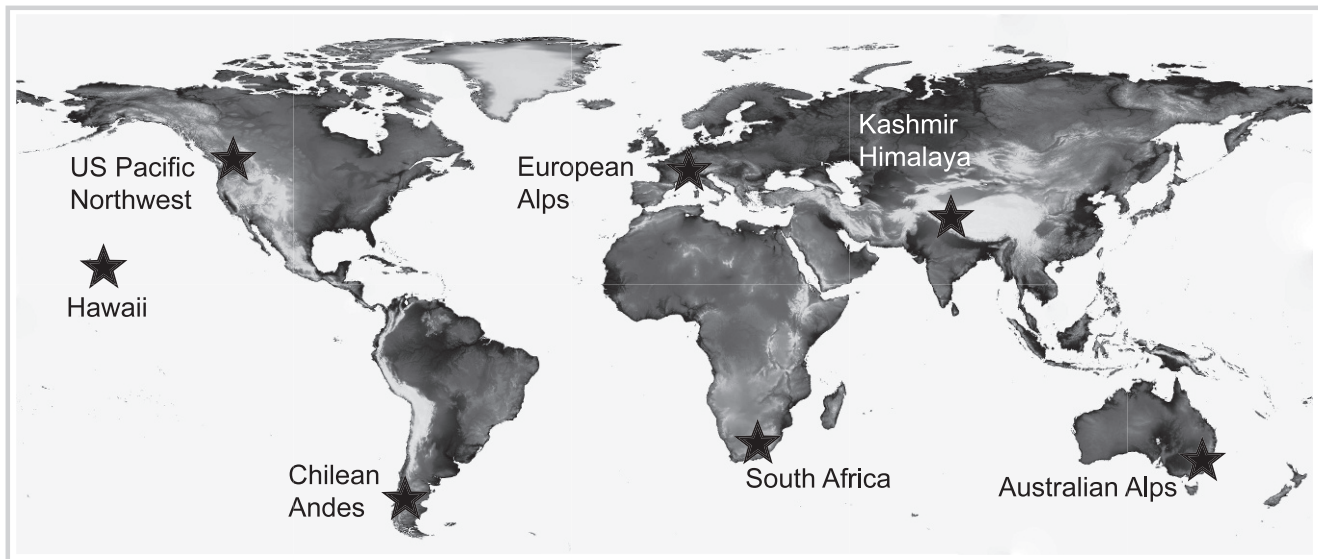 US Pacific
Northwest
Hawaii
Chilean
Andes
European
Alps
Kashmir
Himalaya
South Africa
Australian Alps